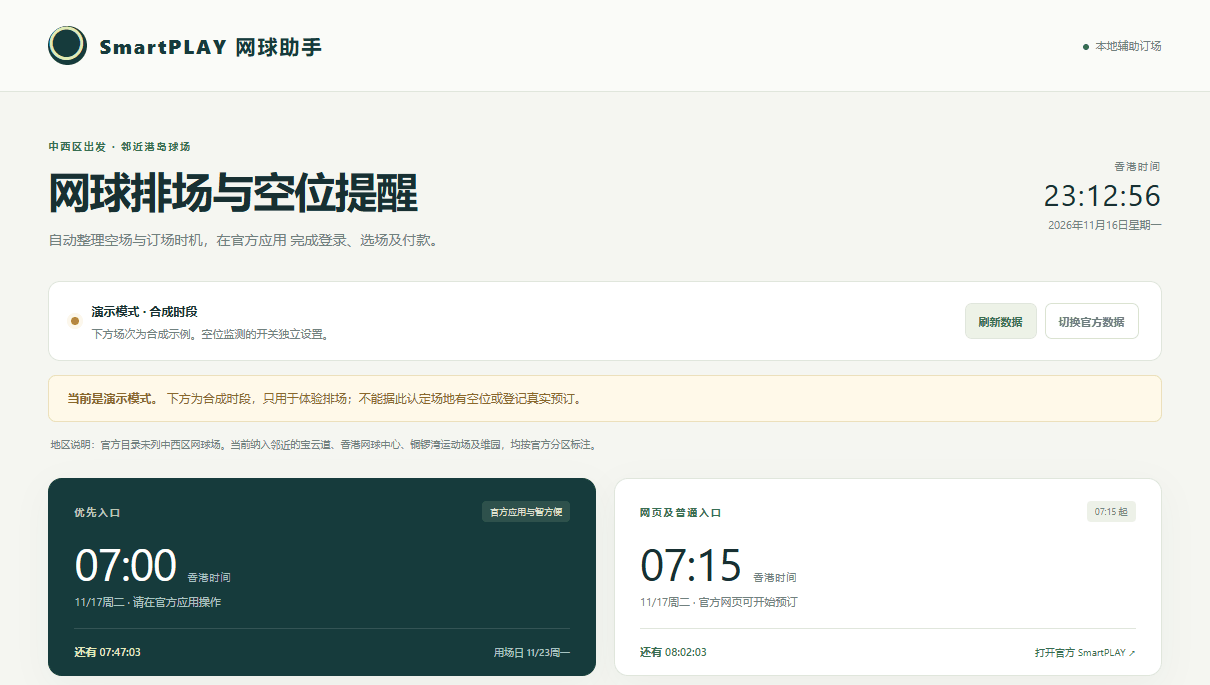 SmartPLAY 网球助手
本地辅助订场
中西区出发 · 邻近港岛球场
网球排场与空位提醒
自动整理空场与订场时机，在官方应用 完成登录、选场及付款。
香港时间
23:12:56
2026年11月16日星期一
演示模式 · 合成时段
下方场次为合成示例。空位监测的开关独立设置。
刷新数据
切换官方数据
当前是演示模式。 下方为合成时段，只用于体验排场；不能据此认定场地有空位或登记真实预订。
地区说明：官方目录未列中西区网球场。当前纳入邻近的宝云道、香港网球中心、铜锣湾运动场及维园，均按官方分区标注。
优先入口
官方应用与智方便
07:00 香港时间
11/17周二 · 请在官方应用操作
还有 07:47:03
用场日 11/23周一
网页及普通入口
07:15 起
07:15 香港时间
11/17周二 · 官方网页可开始预订
还有 08:02:03
打开官方 SmartPLAY ↗